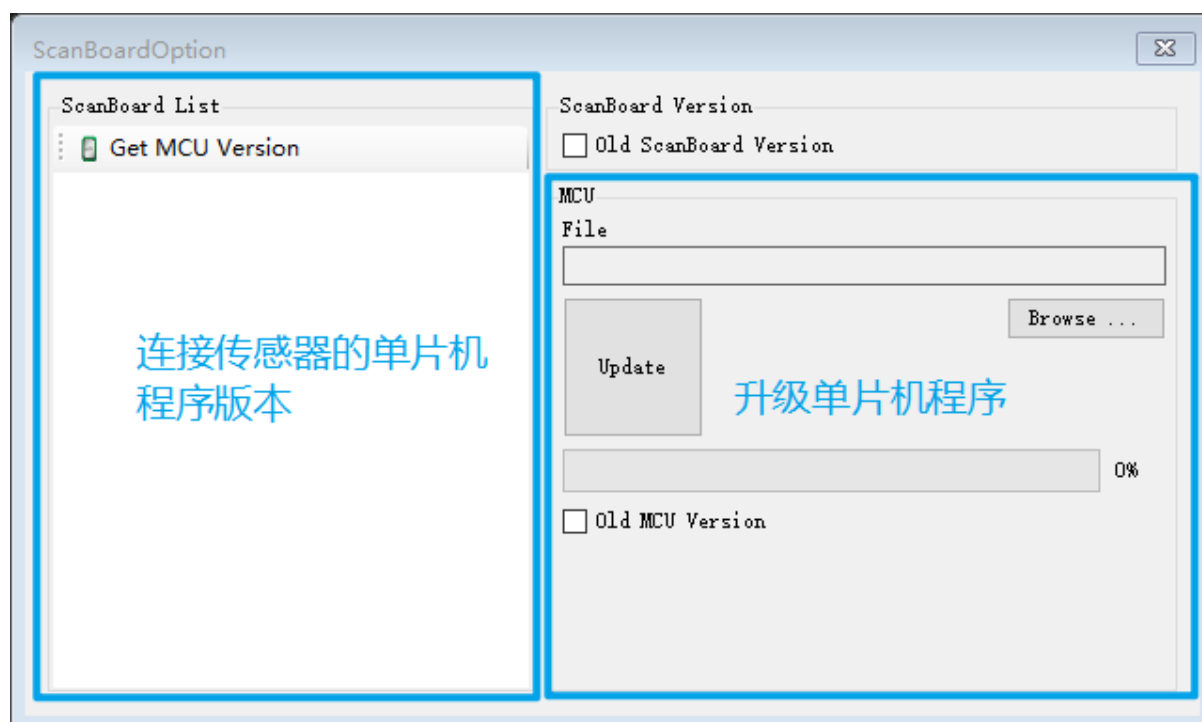 ScanBoardOption
ScanBoard List
Get MCU Version
连接传感器的单片机
程序版本
ScanBoard Version
Old ScanBoard Version
MCU
File
Browse ...
Update
升级单片机程序
0%
Old MCU Version